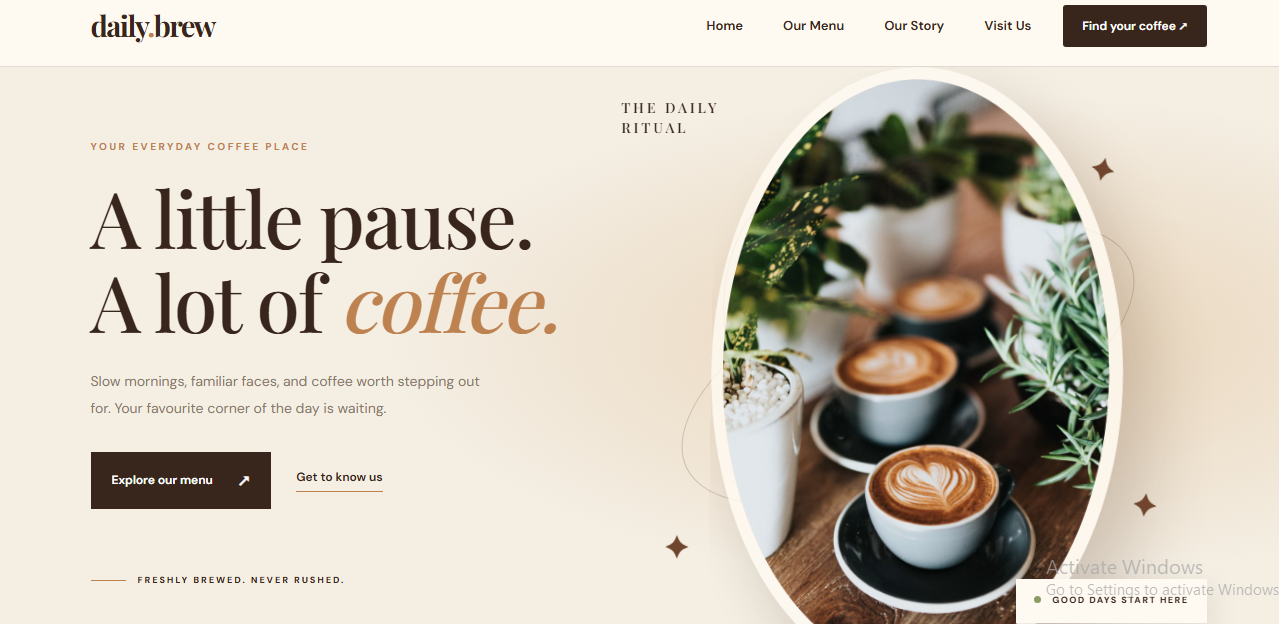 daily.brew
Home Our Menu Our Story Visit Us Find your coffee ↗
THE DAILY
RITUAL
YOUR EVERYDAY COFFEE PLACE
A little pause.
A lot of coffee.
Slow mornings, familiar faces, and coffee worth stepping out
for. Your favourite corner of the day is waiting.
Explore our menu ↗ Get to know us
FRESHLY BREWED. NEVER RUSHED.
Activate Windows
Go to Settings to activate Windows
GOOD DAYS START HERE